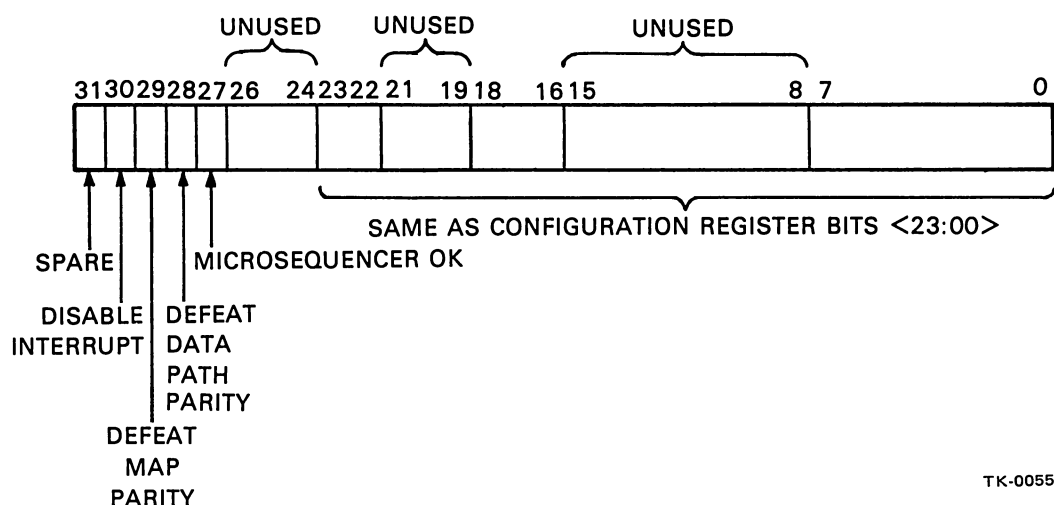 UNUSED UNUSED UNUSED
31 30 29 28 27 26 24 23 22 21 19 18 16 15 8 7 0
SAME AS CONFIGURATION REGISTER BITS <23:00>
SPARE MICROSEQUENCER OK
DISABLE
INTERRUPT
DEFEAT
DATA
PATH
PARITY
DEFEAT
MAP
PARITY
TK-0055